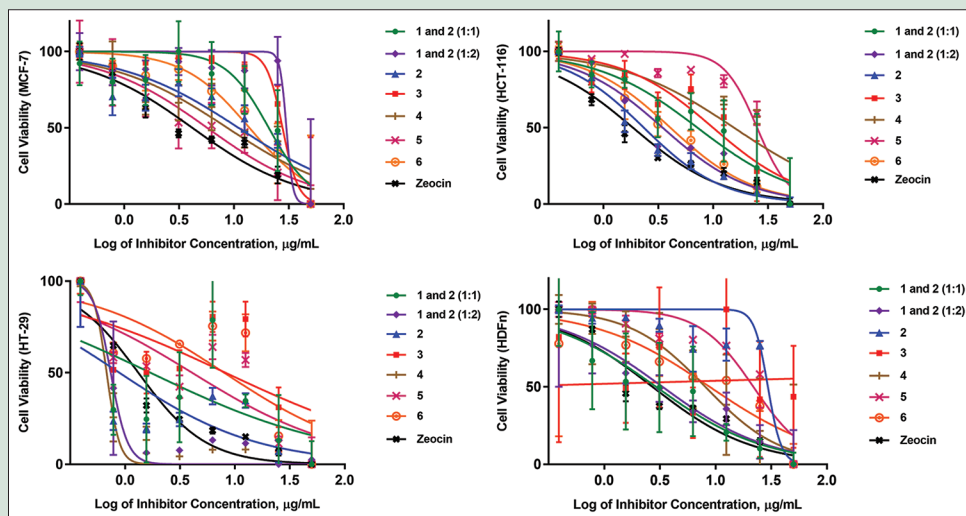 Cell Viability (MCF-7)
100
50
0
0.0 0.5 1.0 1.5 2.0
Log of Inhibitor Concentration, µg/mL
1 and 2 (1:1)
1 and 2 (1:2)
2
3
4
5
6
Zeocin
Cell Viability (HCT-116)
100
50
0
0.0 0.5 1.0 1.5 2.0
Log of Inhibitor Concentration, µg/mL
1 and 2 (1:1)
1 and 2 (1:2)
2
3
4
5
6
Zeocin
Cell Viability (HT-29)
100
50
0
0.0 0.5 1.0 1.5 2.0
Log of Inhibitor Concentration, µg/mL
1 and 2 (1:1)
1 and 2 (1:2)
2
3
4
5
6
Zeocin
Cell Viability (HDFn)
100
50
0
0.0 0.5 1.0 1.5 2.0
Log of Inhibitor Concentration, µg/mL
1 and 2 (1:1)
1 and 2 (1:2)
2
3
4
5
6
Zeocin